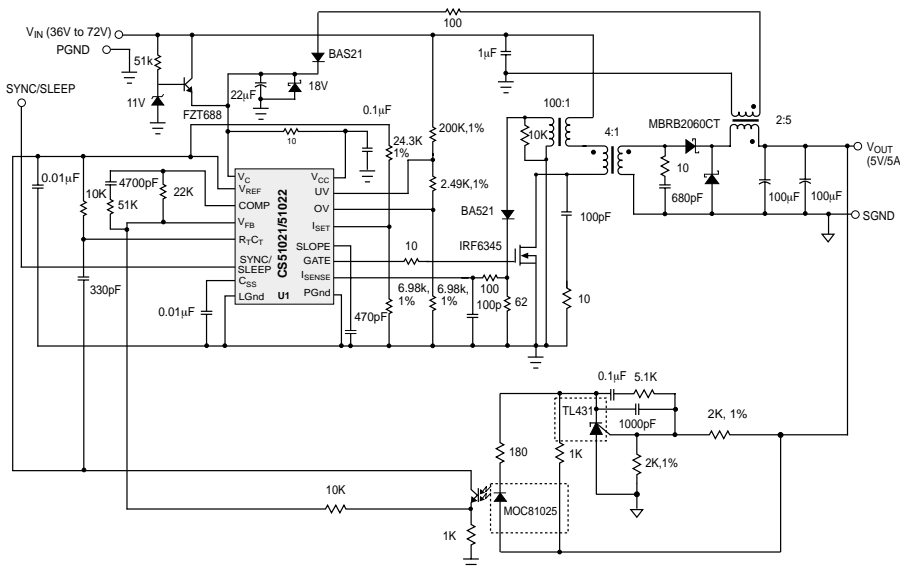 100
V_IN (36V to 72V)
PGND
BAS21
1µF
51k
SYNC/SLEEP
22µF
18V
11V
FZT688
100:1
2:5
0.1µF
10K
4:1
MBRB2060CT
10
24.3K
1%
200K,1%
V_OUT
(5V/5A)
0.01µF
4700pF
10K
22K
51K
2.49K,1%
10
680pF
100µF
100µF
BA521
100pF
SGND
V_C
V_REF
COMP
V_FB
R_TC_T
SYNC/
SLEEP
C_SS
LGnd
CS51021/51022
U1
V_CC
UV
OV
I_SET
SLOPE
GATE
I_SENSE
PGnd
IRF6345
10
330pF
100
6.98k,
1%
6.98k,
1%
100p
62
10
0.01µF
470pF
0.1µF
5.1K
TL431
1000pF
2K, 1%
180
1K
2K,1%
MOC81025
10K
1K